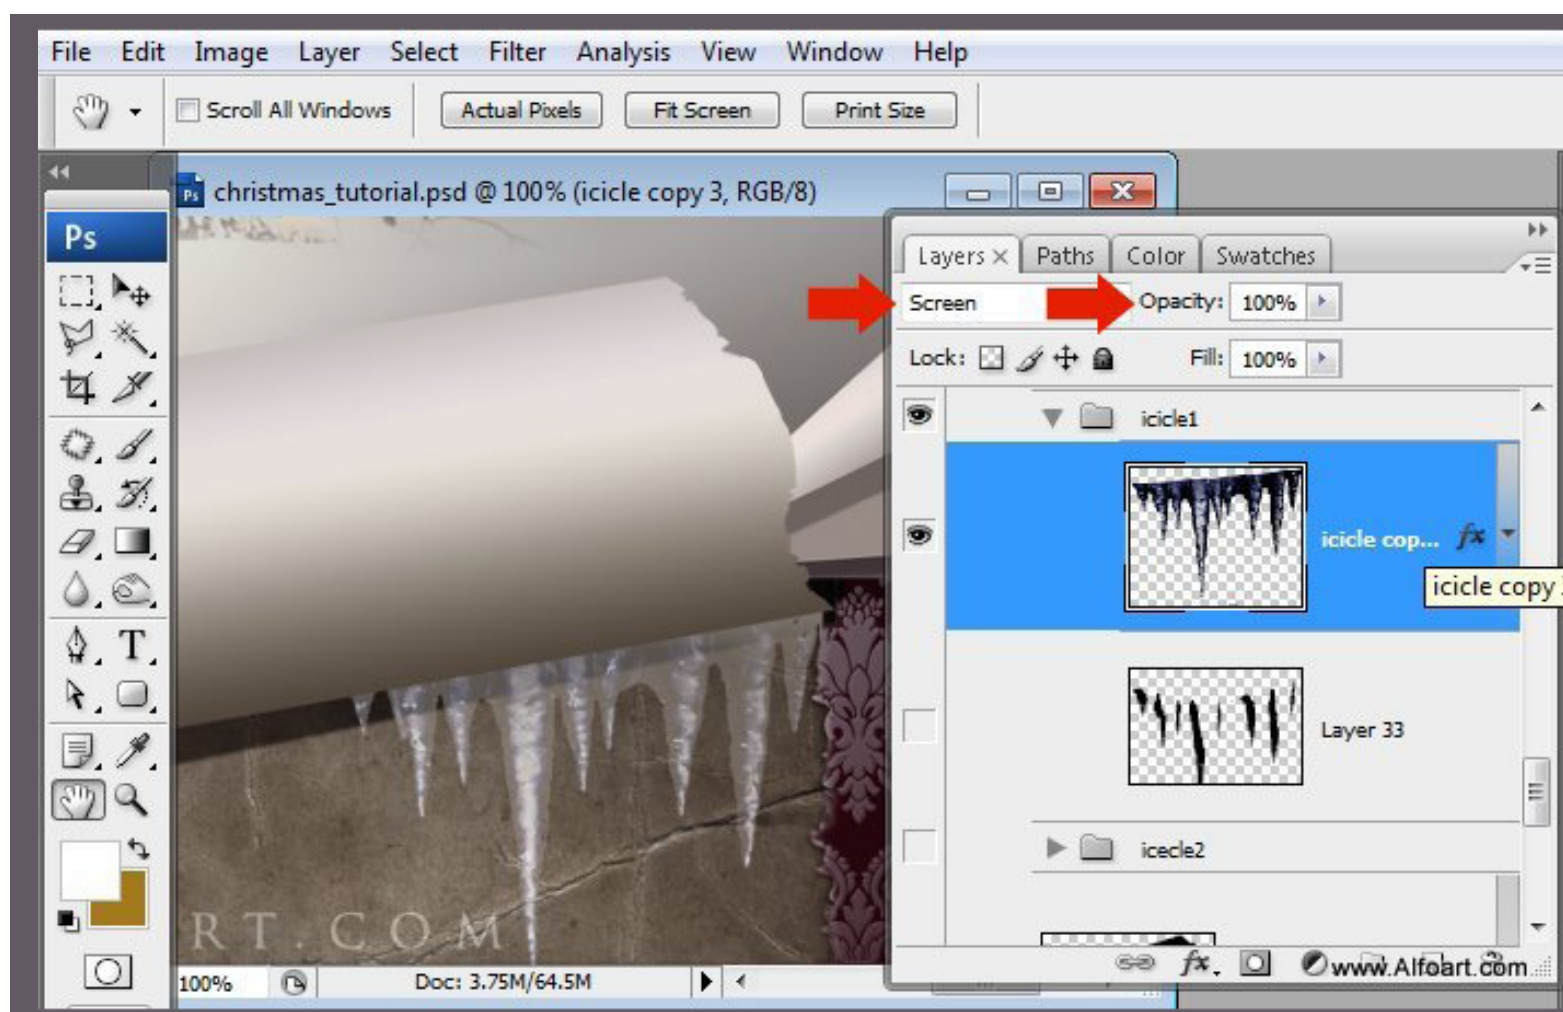 File Edit Image Layer Select Filter Analysis View Window Help
Scroll All Windows Actual Pixels Fit Screen Print Size
Ps christmas_tutorial.psd @ 100% (icicle copy 3, RGB/8)
Ps
Layers Paths Color Swatches
Screen Opacity: 100%
Lock: Fill: 100%
icicle1
icicle cop... fx
icicle copy
Layer 33
icecle2
T
RT.COM
100% Doc: 3.75M/64.5M
fx.
www.Alfoart.com